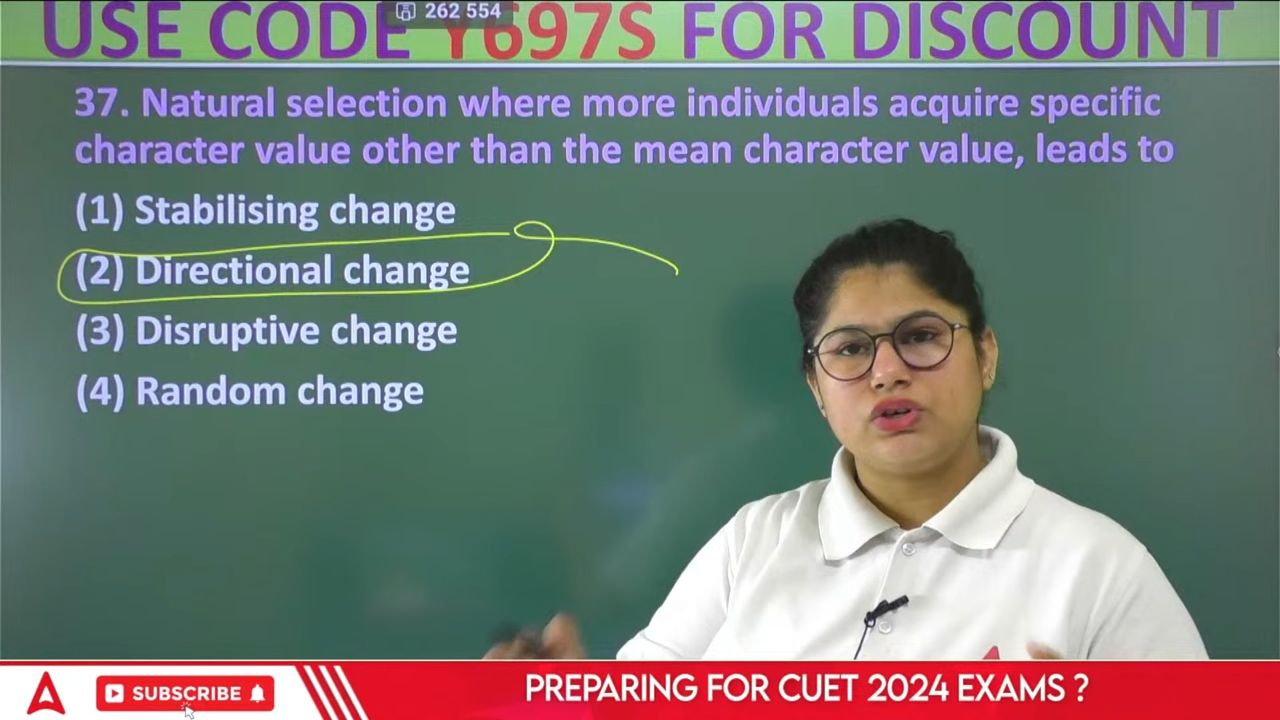 USE CODE Y697S FOR DISCOUNT
262 554
37. Natural selection where more individuals acquire specific
character value other than the mean character value, leads to
(1) Stabilising change
(2) Directional change
(3) Disruptive change
(4) Random change
SUBSCRIBE
PREPARING FOR CUET 2024 EXAMS ?